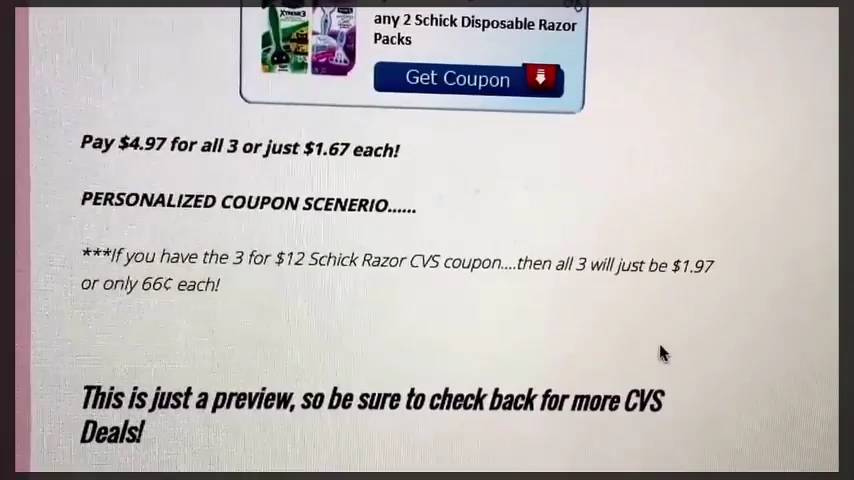 any 2 Schick Disposable Razor
Packs
Get Coupon
Pay $4.97 for all 3 or just $1.67 each!
PERSONALIZED COUPON SCENERIO......
***If you have the 3 for $12 Schick Razor CVS coupon....then all 3 will just be $1.97
or only 66¢ each!
This is just a preview, so be sure to check back for more CVS
Deals!